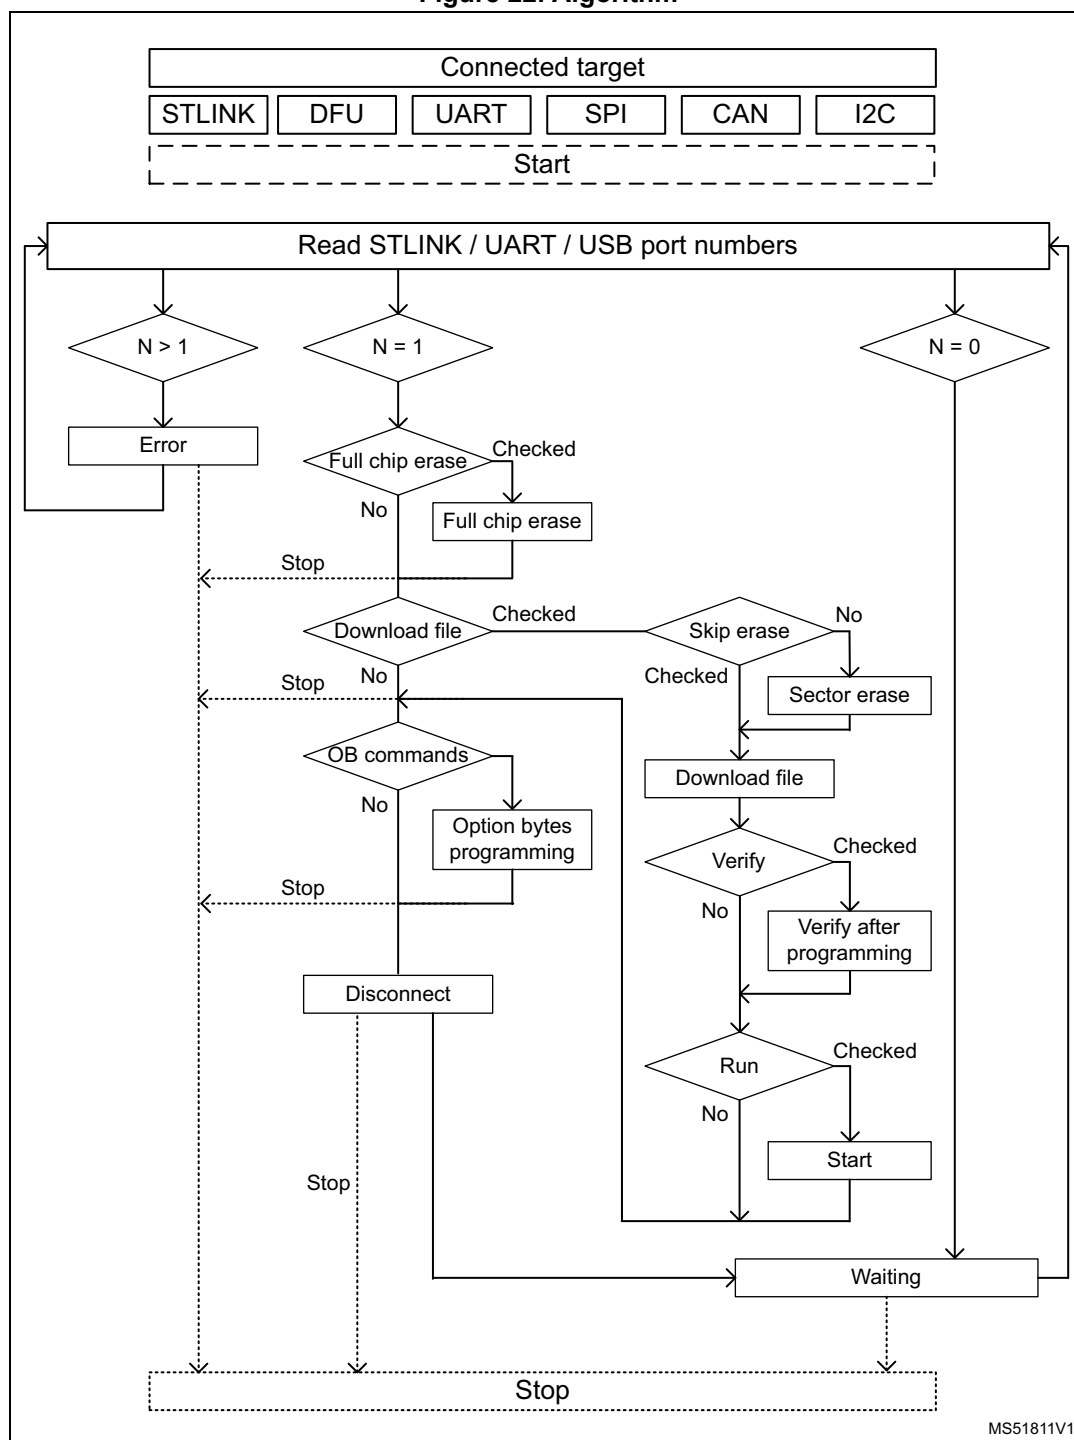 Figure 22. Algorithm
Connected target
STLINK
DFU
UART
SPI
CAN
I2C
Start
Read STLINK / UART / USB port numbers
N > 1
N = 1
N = 0
Error
Full chip erase
Checked
No
Full chip erase
Stop
Download file
Checked
Skip erase
No
No
Stop
Checked
Sector erase
OB commands
Download file
No
Option bytes
programming
Verify
Checked
Stop
No
Verify after
programming
Disconnect
Run
Checked
No
Start
Stop
Waiting
Stop
MS51811V1